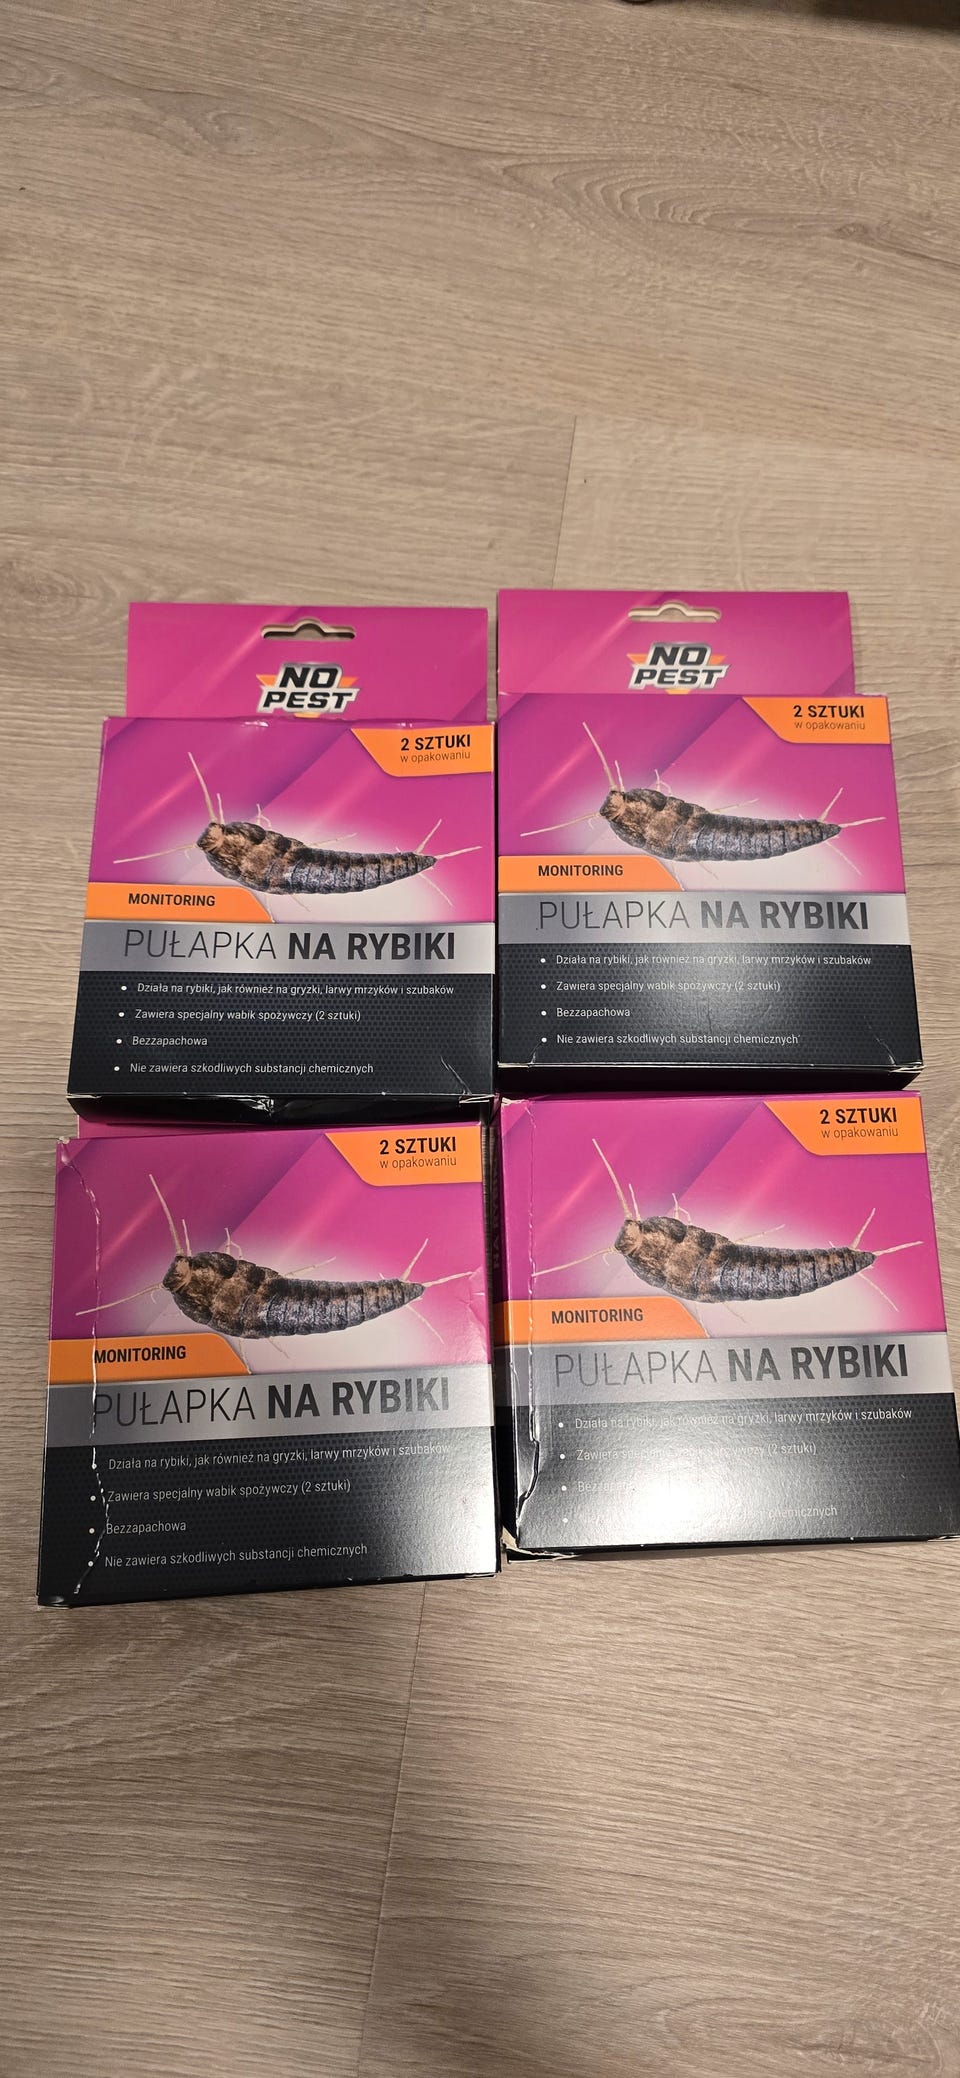 NO
PEST
2 SZTUKI
w opakowaniu
MONITORING
PUŁAPKA NA RYBIKI
• Działa na rybiki, jak również na gryzki, larwy mrzyków i szubaków
• Zawiera specjalny wabik spożywczy (2 sztuki)
• Bezzapachowa
• Nie zawiera szkodliwych substancji chemicznych
NO
PEST
2 SZTUKI
w opakowaniu
MONITORING
PUŁAPKA NA RYBIKI
• Działa na rybiki, jak również na gryzki, larwy mrzyków i szubaków
• Zawiera specjalny wabik spożywczy (2 sztuki)
• Bezzapachowa
• Nie zawiera szkodliwych substancji chemicznych
2 SZTUKI
w opakowaniu
MONITORING
PUŁAPKA NA RYBIKI
• Działa na rybiki, jak również na gryzki, larwy mrzyków i szubaków
• Zawiera specjalny wabik spożywczy (2 sztuki)
• Bezzapachowa
• Nie zawiera szkodliwych substancji chemicznych
2 SZTUKI
w opakowaniu
MONITORING
PUŁAPKA NA RYBIKI
• Działa na rybiki, jak również na gryzki, larwy mrzyków i szubaków
• Zawiera spożywczy (2 sztuki)
• chemicznych